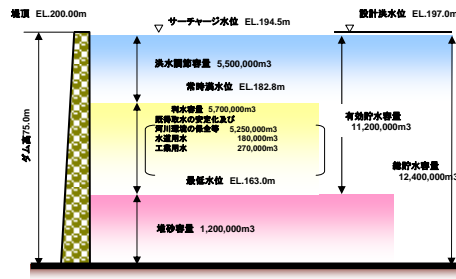 堤頂 EL.200.00m
サーチャージ水位 EL.194.5m
設計洪水位 EL.197.0m
洪水調節容量 5,500,000m3
常時満水位 EL.182.8m
利水容量 5,700,000m3
既得取水の安定化及び
河川環境の保全等 5,250,000m3
水道用水 180,000m3
工業用水 270,000m3
有効貯水容量
11,200,000m3
総貯水容量
12,400,000m3
ダム高75.0m
最低水位 EL.163.0m
堆砂容量 1,200,000m3